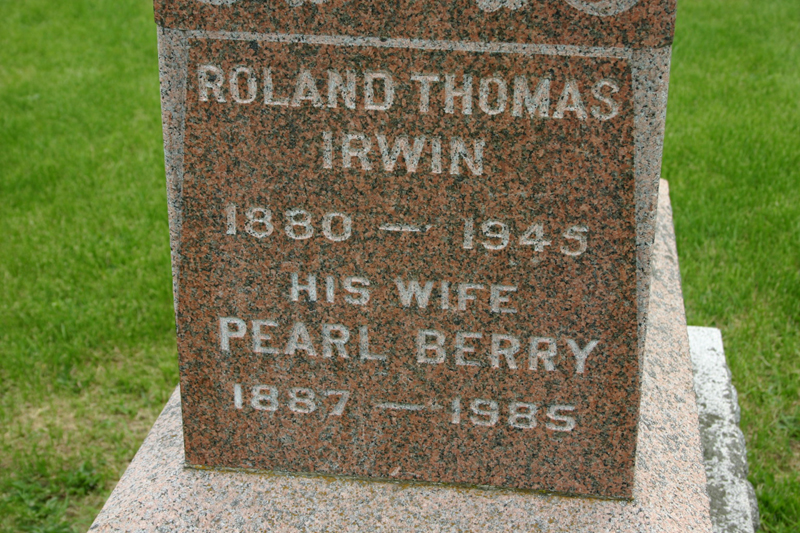 ROLAND THOMAS
IRWIN
1880 — 1945
HIS WIFE
PEARL BERRY
1887 — 1985